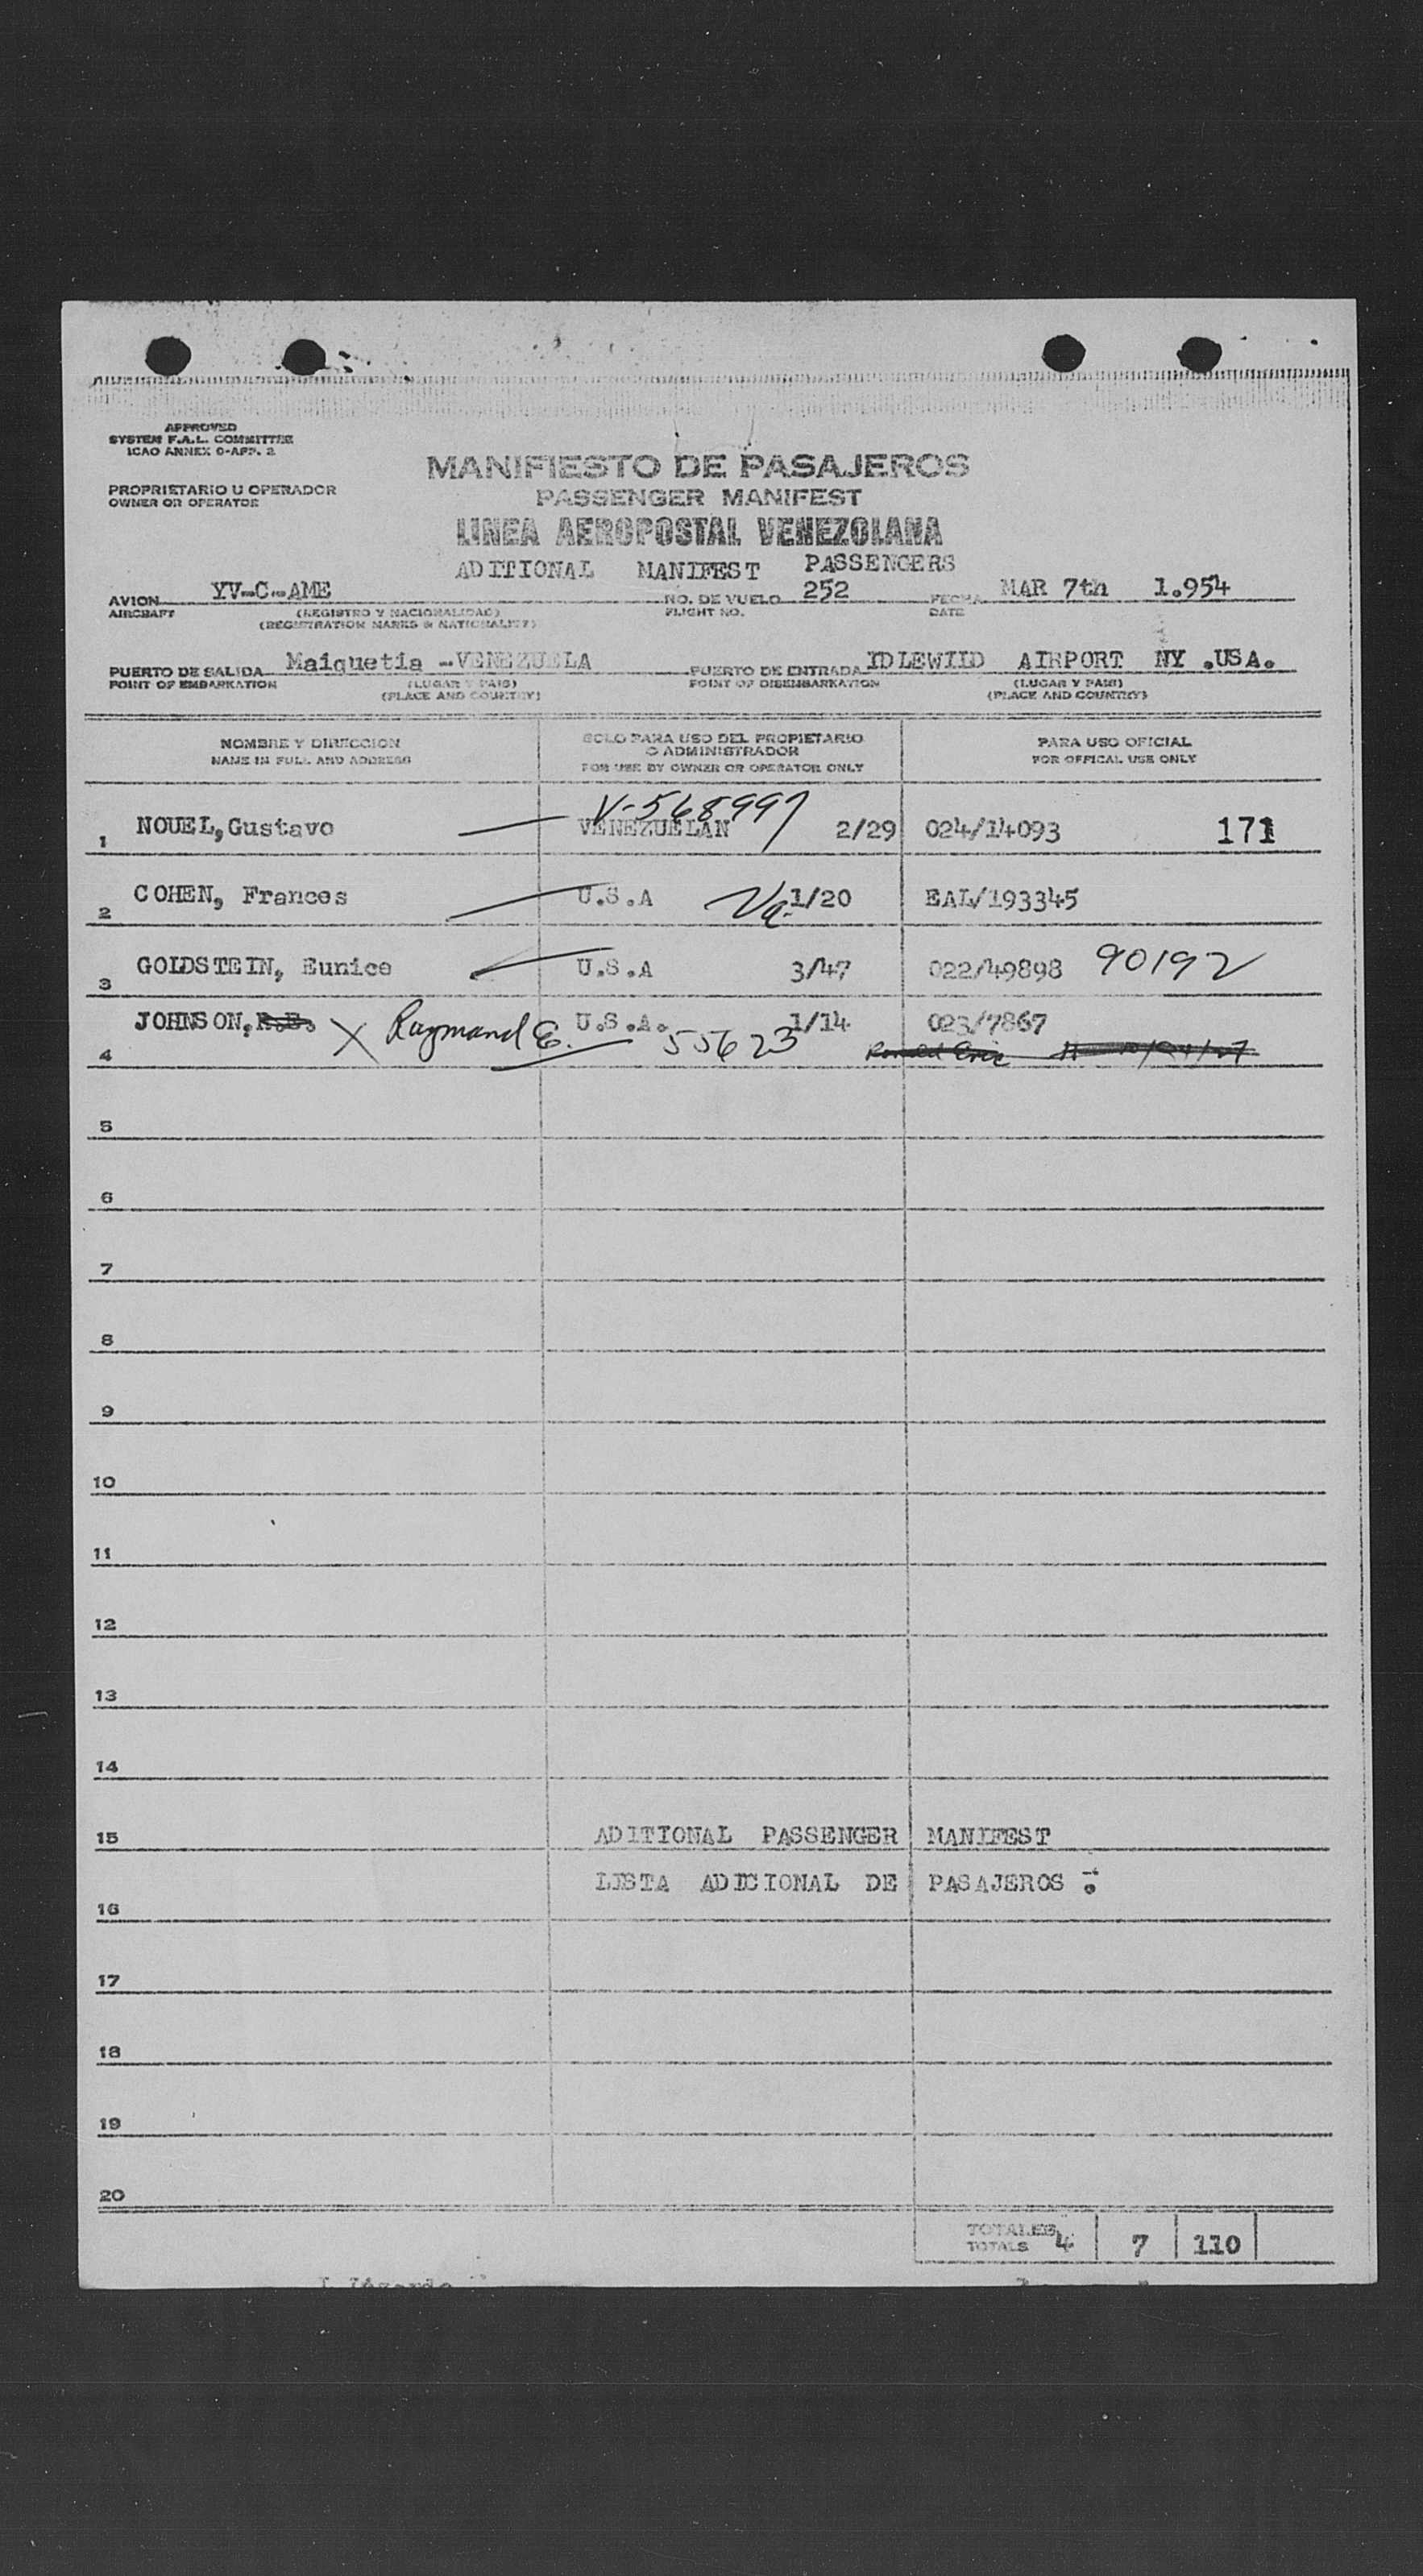 APPROVED
SYSTEM F.A.L. COMMITTEE
ICAO ANNEX 9-APP. 2
MANIFIESTO DE PASAJEROS
PROPRIETARIO U OPERADOR
OWNER OR OPERATOR
PASSENGER MANIFEST
LINEA AEROPOSTAL VENEZOLANA
ADITIONAL MANIFEST PASSENGERS
AVION YV-C-AME NO. DE VUELO 252 FECHA MAR 7th 1.954
AIRCRAFT (REGISTRO Y NACIONALIDAD) FLIGHT NO. DATE
(REGISTRATION MARKS & NATIONALITY)
PUERTO DE SALIDA Maiquetia -VENEZUELA PUERTO DE ENTRADA IDLEWILD AIRPORT NY .USA.
POINT OF EMBARKATION (LUGAR Y PAIS) POINT OF DISEMBARKATION (LUGAR Y PAIS)
(PLACE AND COUNTRY) (PLACE AND COUNTRY)
NOMBRE Y DIRECCION SOLO PARA USO DEL PROPIETARIO PARA USO OFICIAL
O ADMINISTRADOR
NAME IN FULL AND ADDRESS FOR USE BY OWNER OR OPERATOR ONLY FOR OFFICAL USE ONLY
V-568997
1 NOUEL, Gustavo VENEZUELAN 2/29 024/14093 171
2 COHEN, Frances U.S.A 1/20 EAL/193345
3 GOLDSTEIN, Eunice U.S.A 3/47 022/49898 90192
4 JOHNSON, R.E. X Raymond E. U.S.A. 55623 1/14 023/7867
Ronald Eric
5
6
7
8
9
10
11
12
13
14
15 ADITIONAL PASSENGER MANIFEST
16 LISTA ADICIONAL DE PASAJEROS :
17
18
19
20
TOTALES 4 7 110
TOTALS